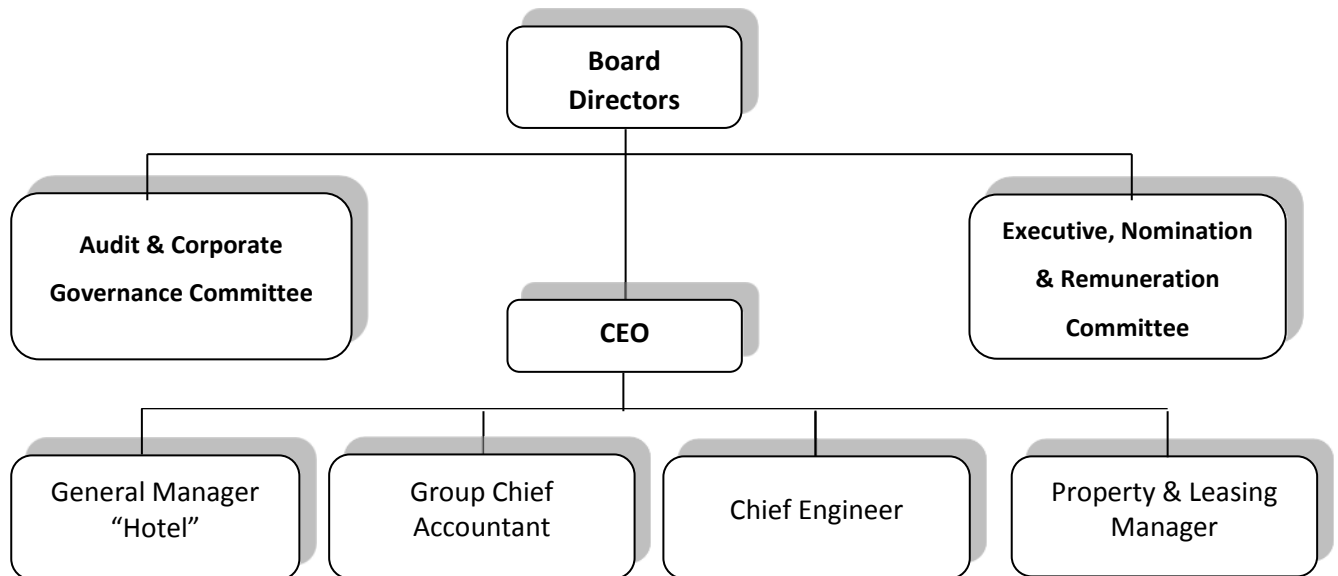 Board
Directors
Audit & Corporate
Governance Committee
Executive, Nomination
& Remuneration
Committee
CEO
General Manager
“Hotel”
Group Chief
Accountant
Chief Engineer
Property & Leasing
Manager